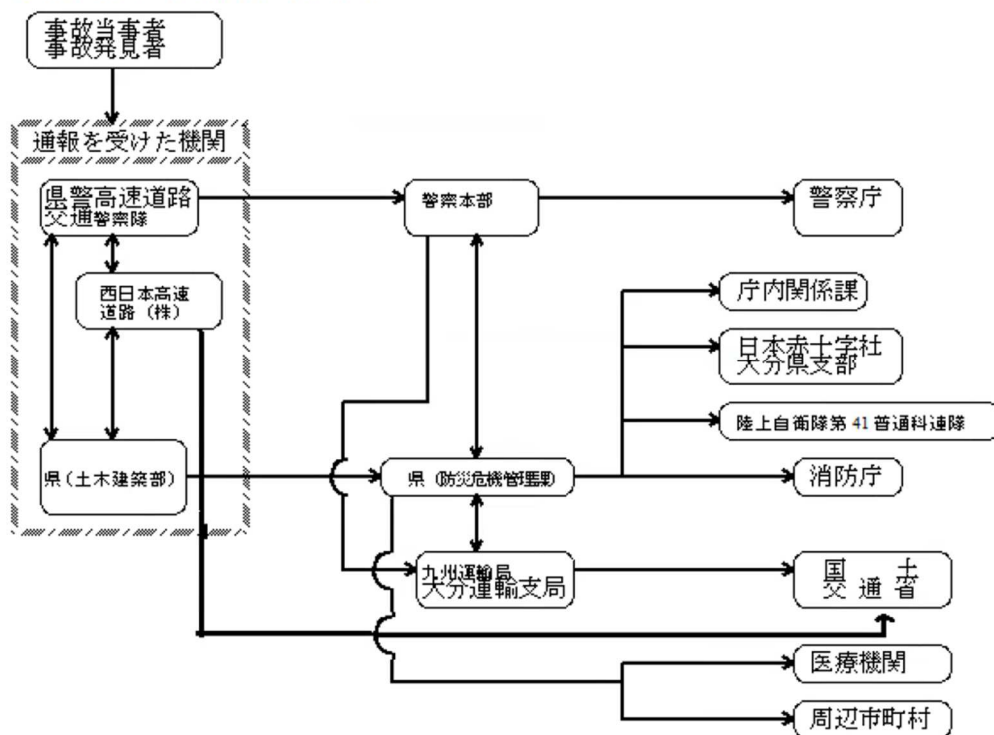 事故当事者
事故発見者
通報を受けた機関
県警高速道路
交通警察隊
警察本部
警察庁
西日本高速
道路（株）
庁内関係課
日本赤十字社
大分県支部
陸上自衛隊第41普通科連隊
県（土木建築部）
県（防災危機管理課）
消防庁
九州運輸局
大分運輸支局
国土
交通省
医療機関
周辺市町村